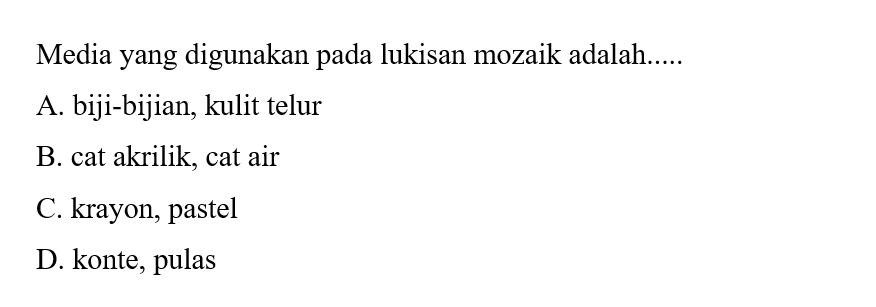 Media yang digunakan pada lukisan mozaik adalah.....
A. biji-bijian, kulit telur
B. cat akrilik, cat air
C. krayon, pastel
D. konte, pulas